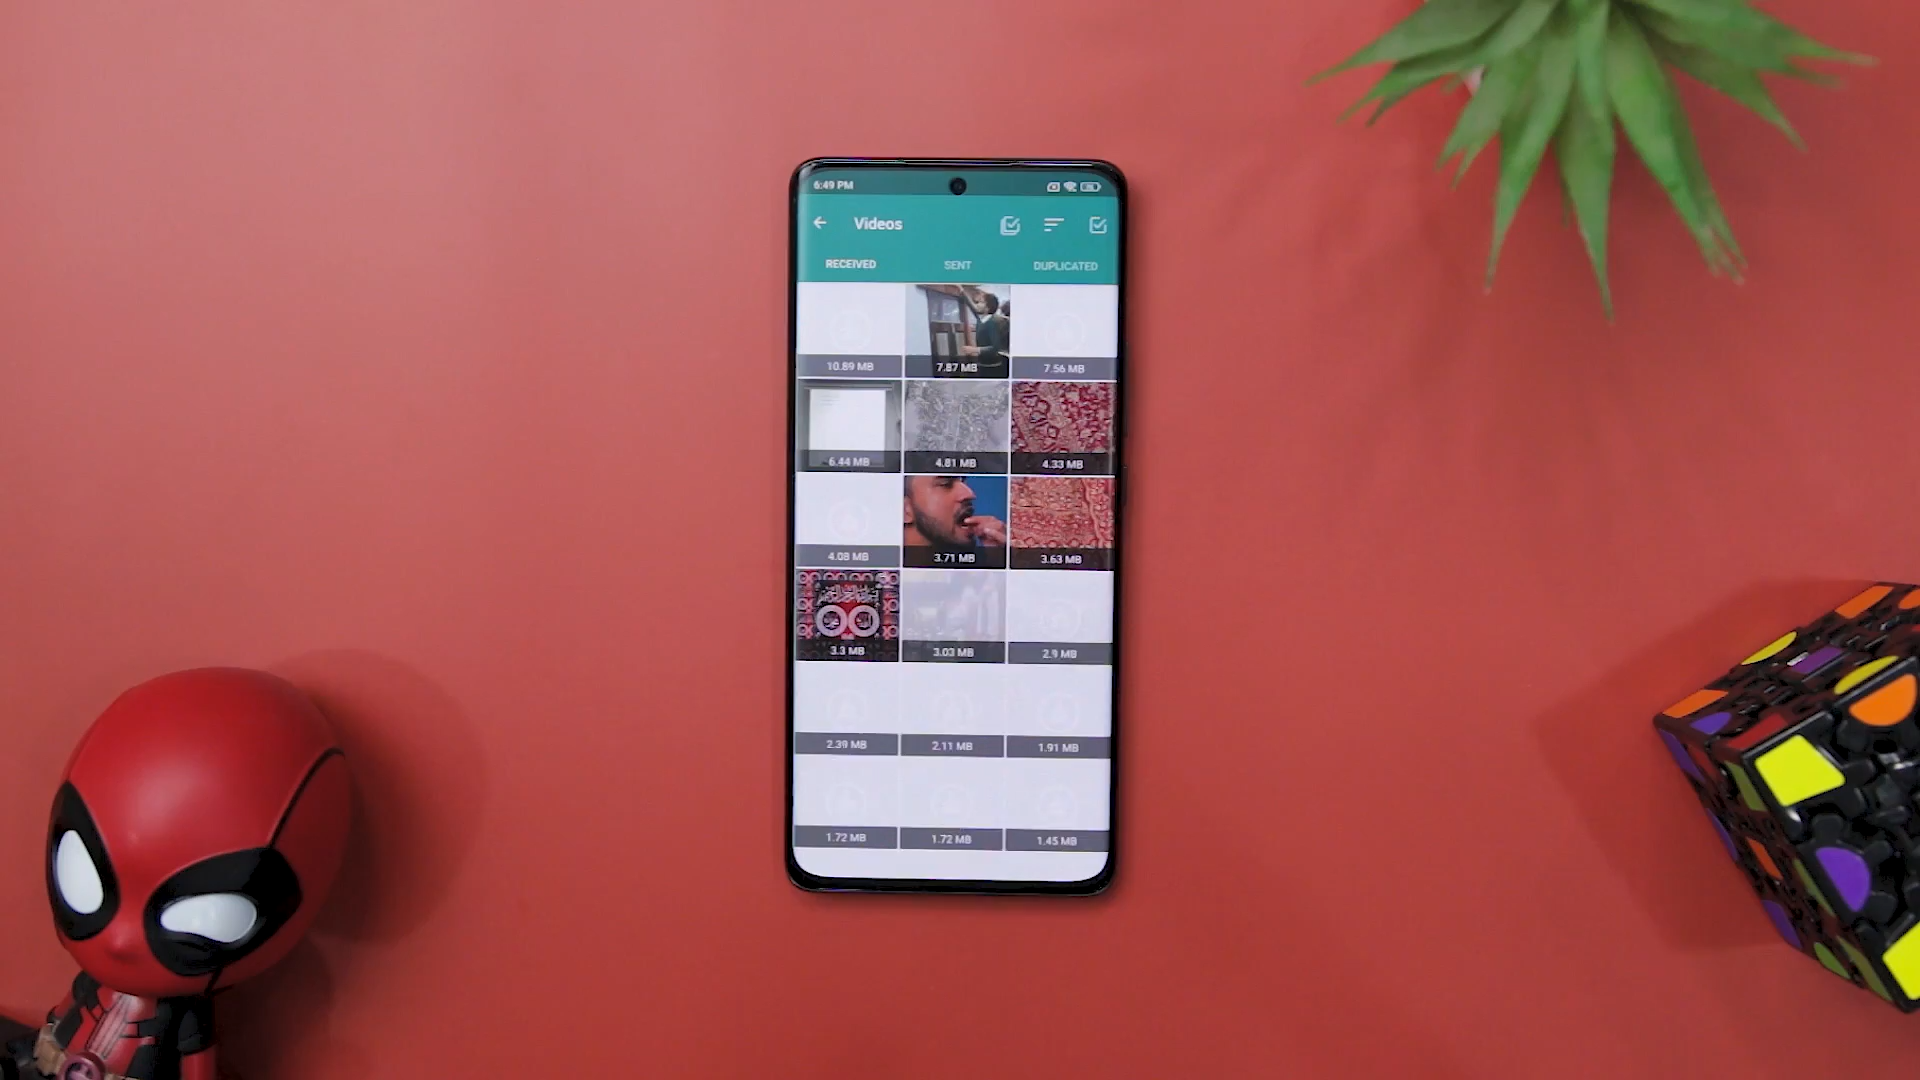 6:49 PM
Videos
RECEIVED SENT DUPLICATED
10.89 MB 7.87 MB 7.56 MB
6.44 MB 4.81 MB 4.33 MB
4.08 MB 3.71 MB 3.63 MB
3.3 MB 3.03 MB 2.9 MB
2.39 MB 2.11 MB 1.91 MB
1.72 MB 1.72 MB 1.45 MB